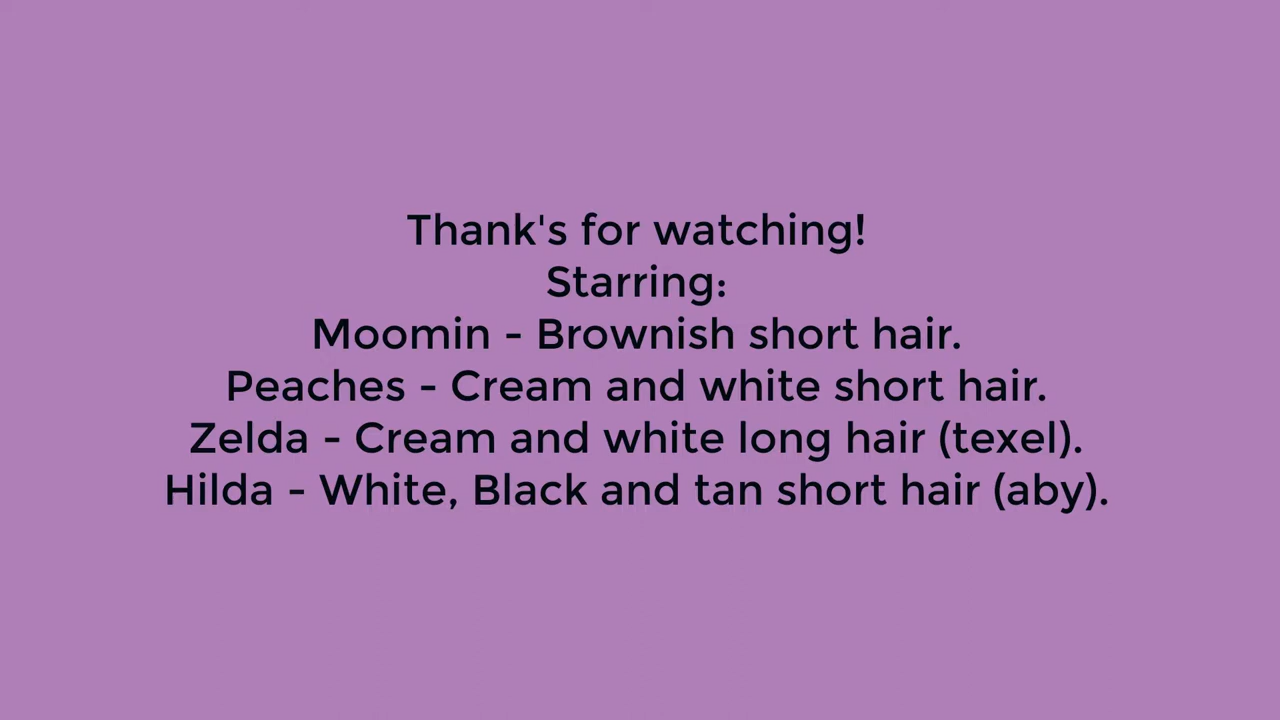 Thank's for watching!
Starring:
Moomin - Brownish short hair.
Peaches - Cream and white short hair.
Zelda - Cream and white long hair (texel).
Hilda - White, Black and tan short hair (aby).